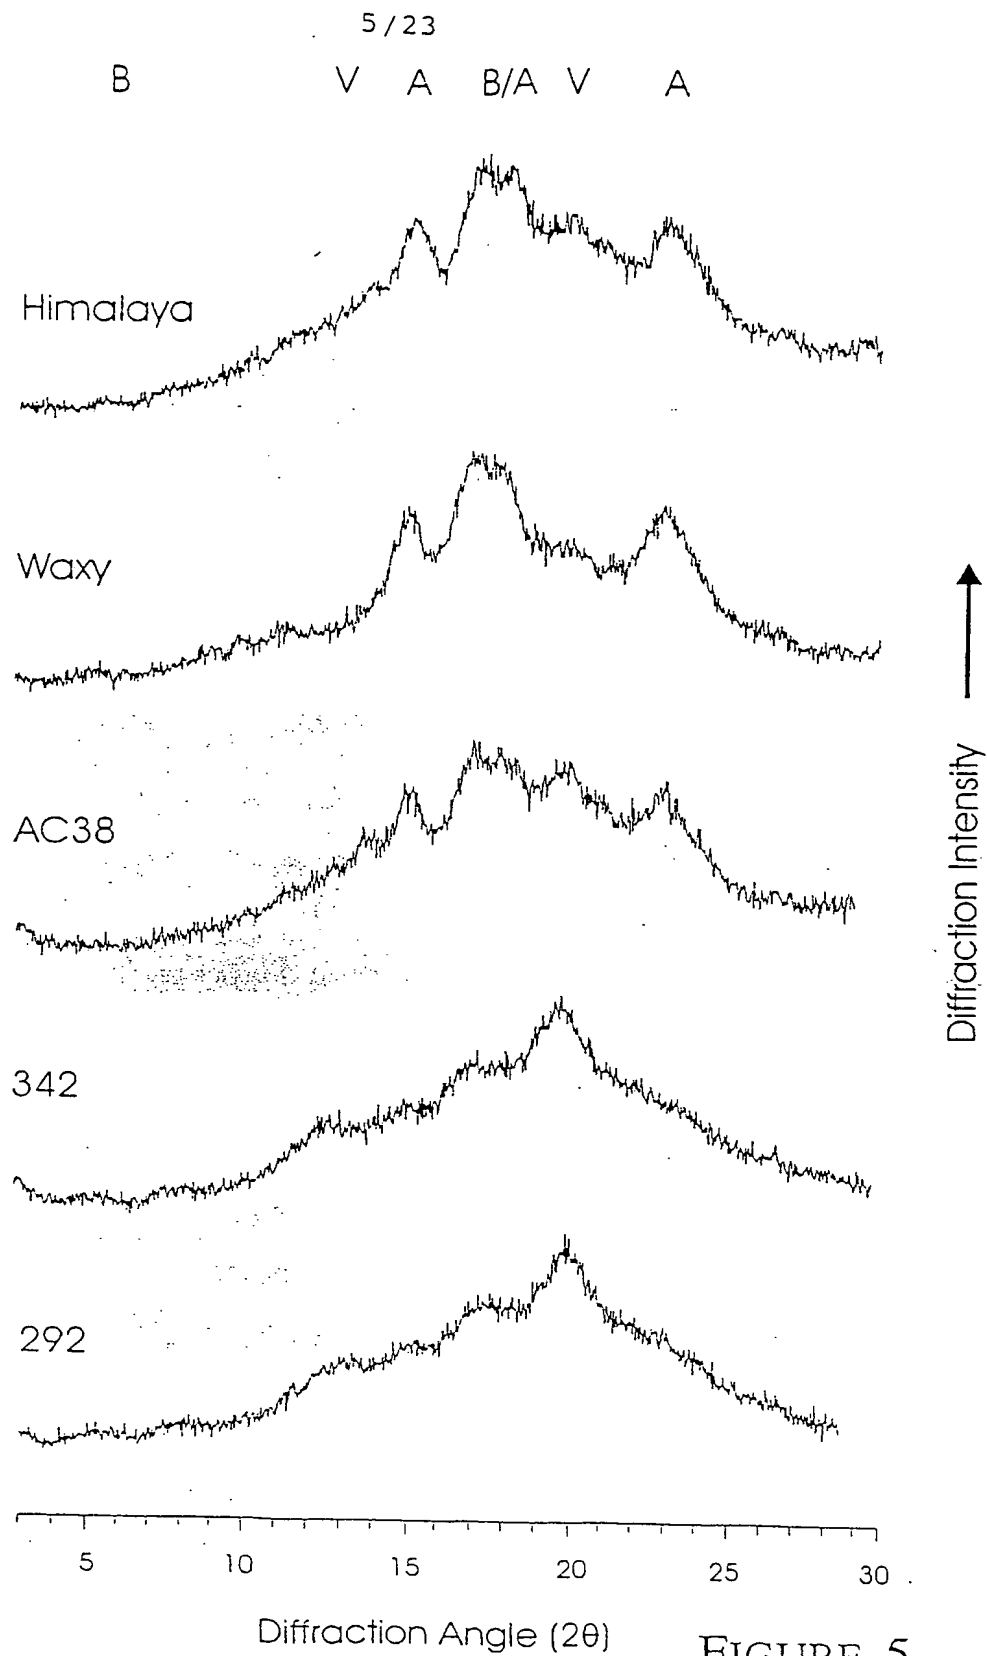 5/23
B V A B/A V A
Himalaya
Waxy
AC38
342
292
Diffraction Intensity
5 10 15 20 25 30
Diffraction Angle (2θ)
FIGURE 5